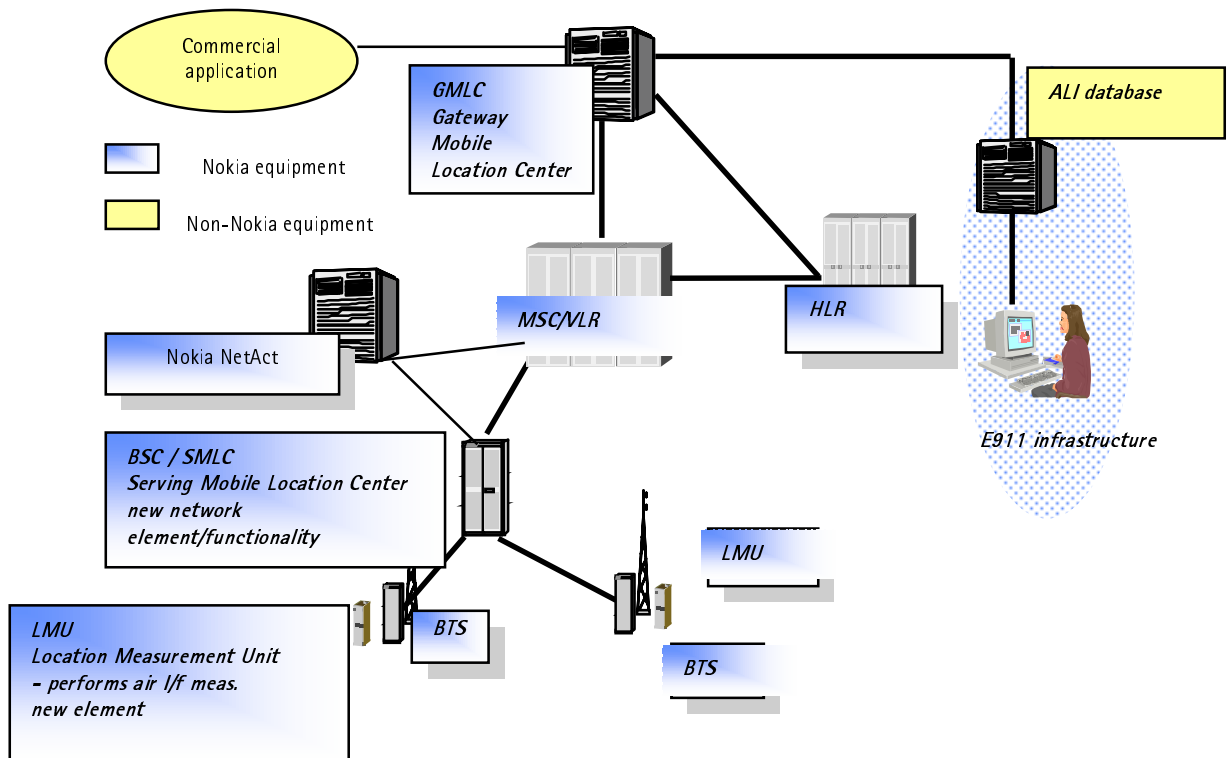 Commercial
application
GMLC
Gateway
Mobile
Location Center
ALI database
Nokia equipment
Non-Nokia equipment
MSC/VLR
HLR
Nokia NetAct
E911 infrastructure
BSC / SMLC
Serving Mobile Location Center
new network
element/functionality
LMU
BTS
LMU
Location Measurement Unit
- performs air I/f meas.
new element
BTS